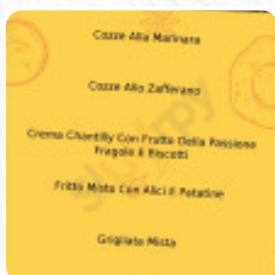 Cozze Alla Marinara
Cozze Allo Zafferano
Crema Chantilly Con Frutto Della Passione
Fragole E Biscotti
Fritto Misto Con Alici E Patatine
Grigliata Mista